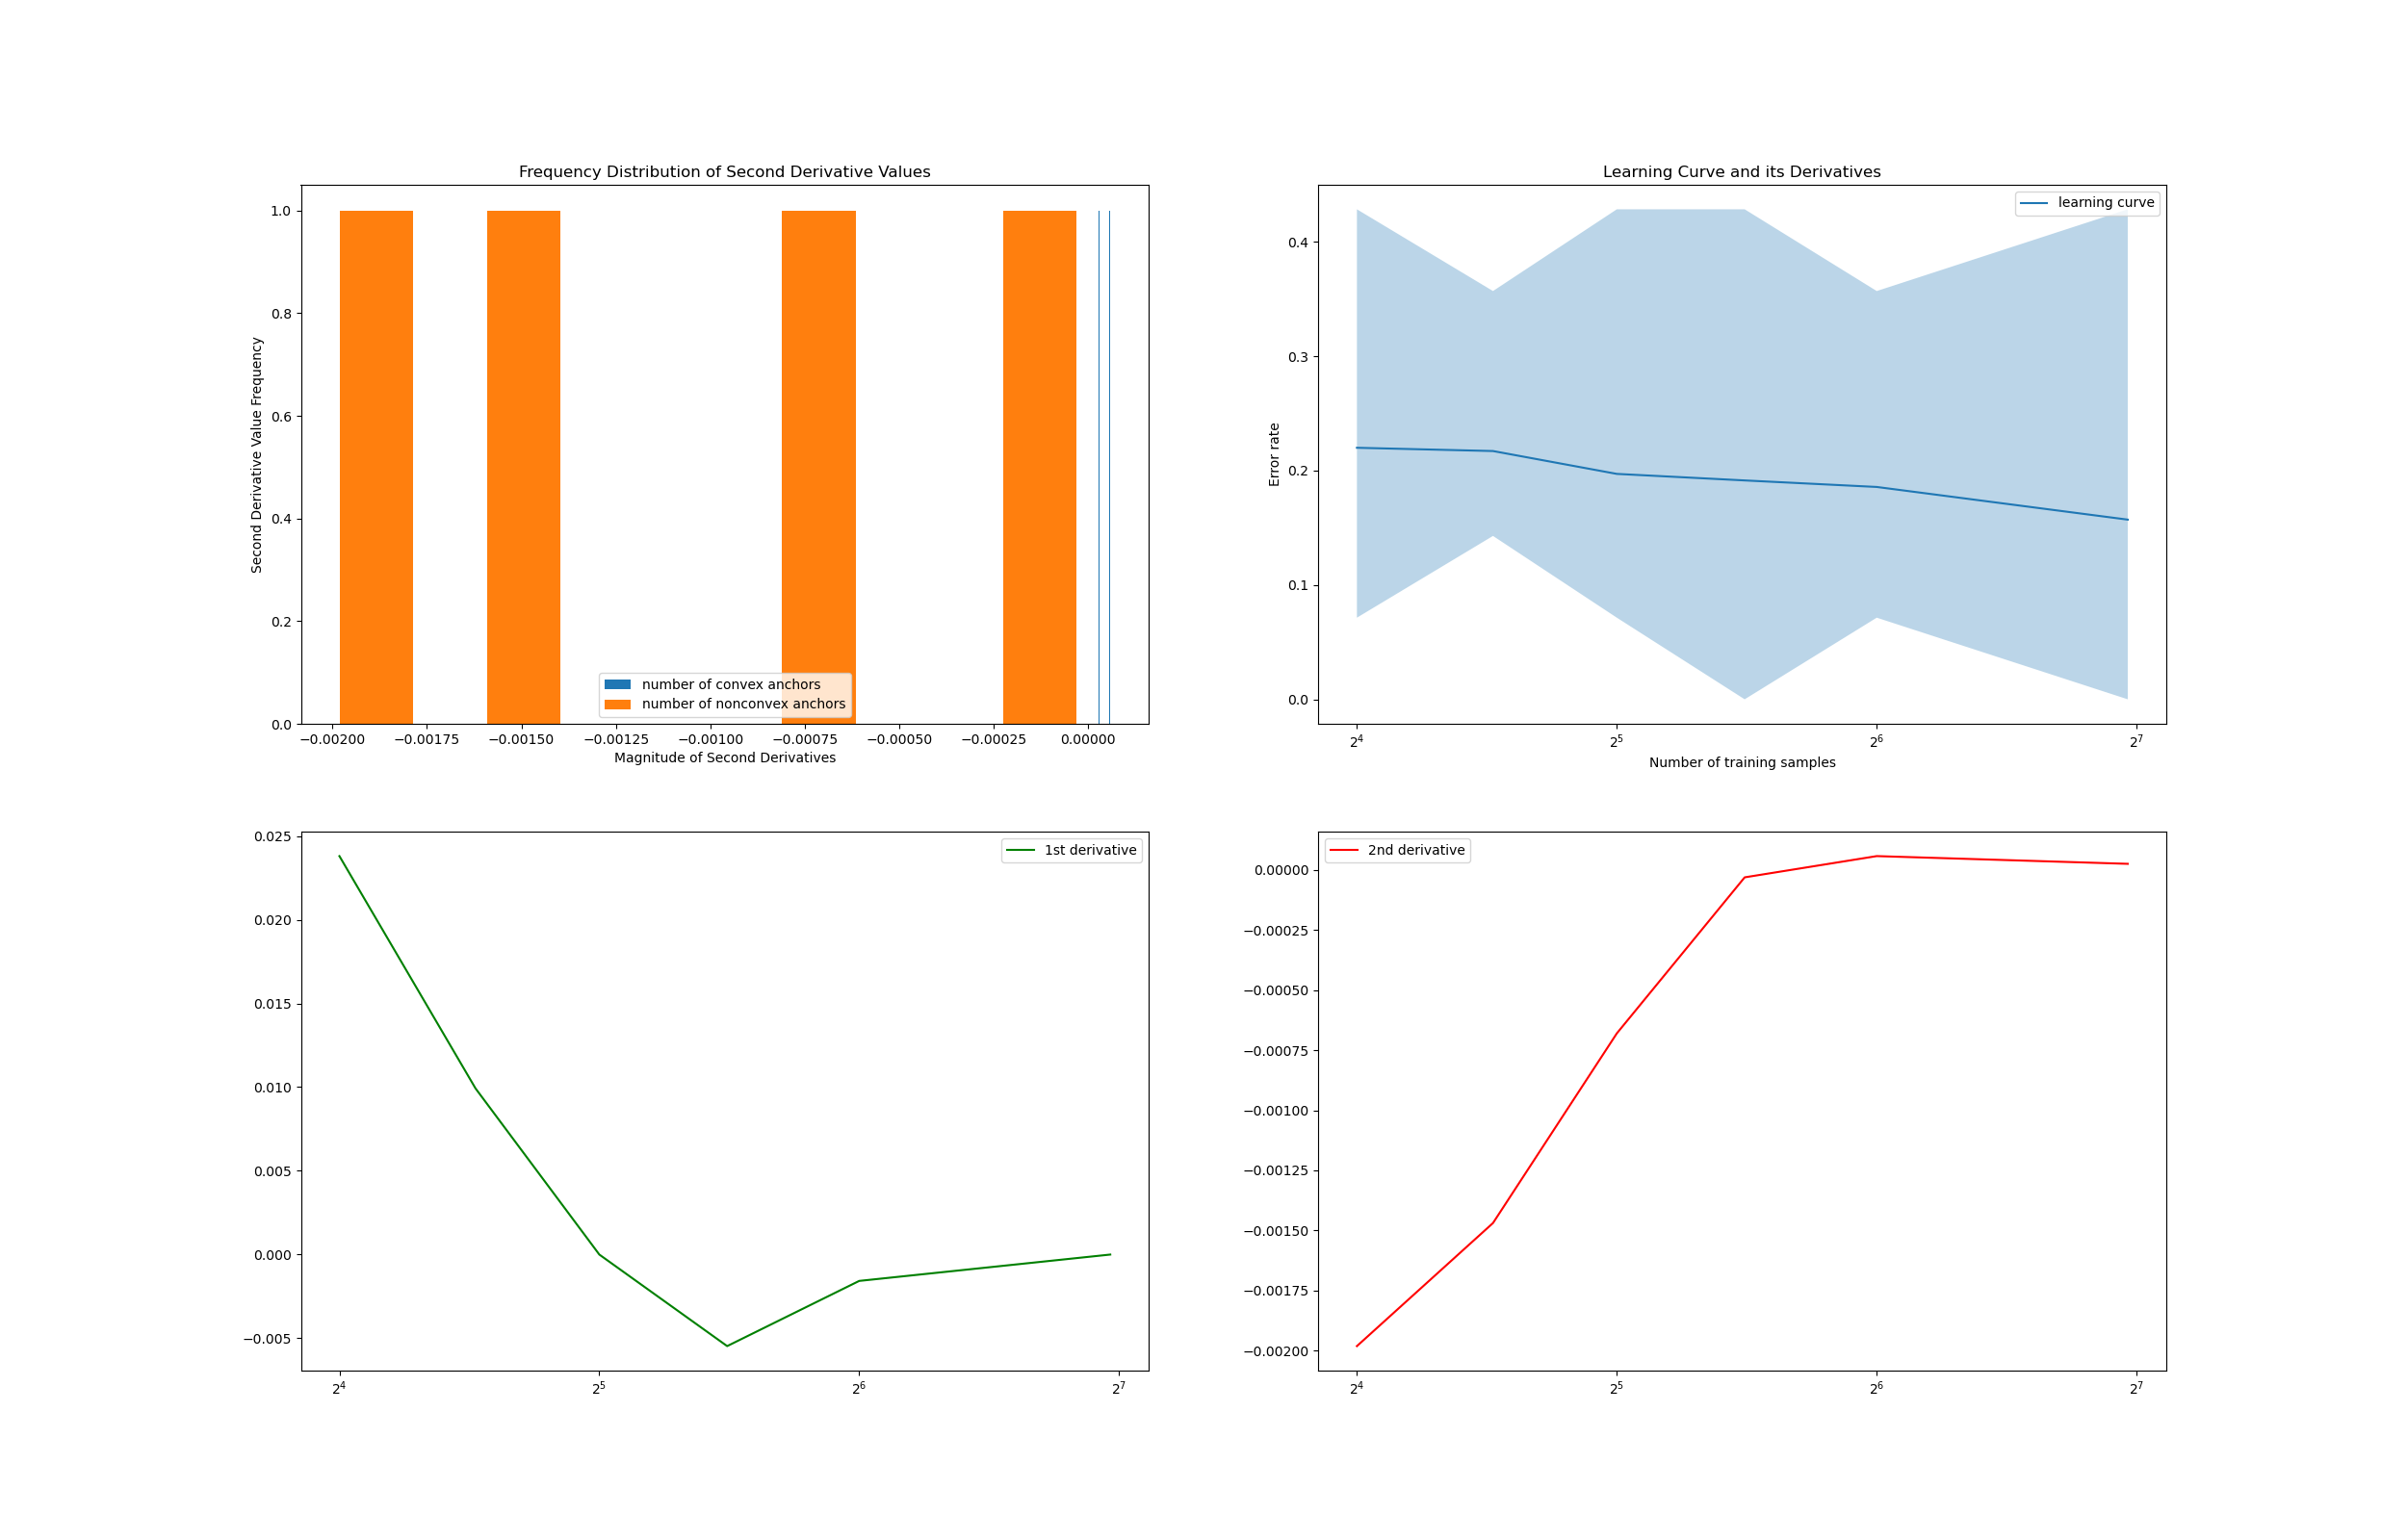 Frequency Distribution of Second Derivative Values
Second Derivative Value Frequency
1.0
0.8
0.6
0.4
0.2
0.0
number of convex anchors
number of nonconvex anchors
−0.00200 −0.00175 −0.00150 −0.00125 −0.00100 −0.00075 −0.00050 −0.00025 0.00000
Magnitude of Second Derivatives
Learning Curve and its Derivatives
learning curve
Error rate
0.4
0.3
0.2
0.1
0.0
2⁴ 2⁵ 2⁶ 2⁷
Number of training samples
1st derivative
0.025
0.020
0.015
0.010
0.005
0.000
−0.005
2⁴ 2⁵ 2⁶ 2⁷
2nd derivative
0.00000
−0.00025
−0.00050
−0.00075
−0.00100
−0.00125
−0.00150
−0.00175
−0.00200
2⁴ 2⁵ 2⁶ 2⁷